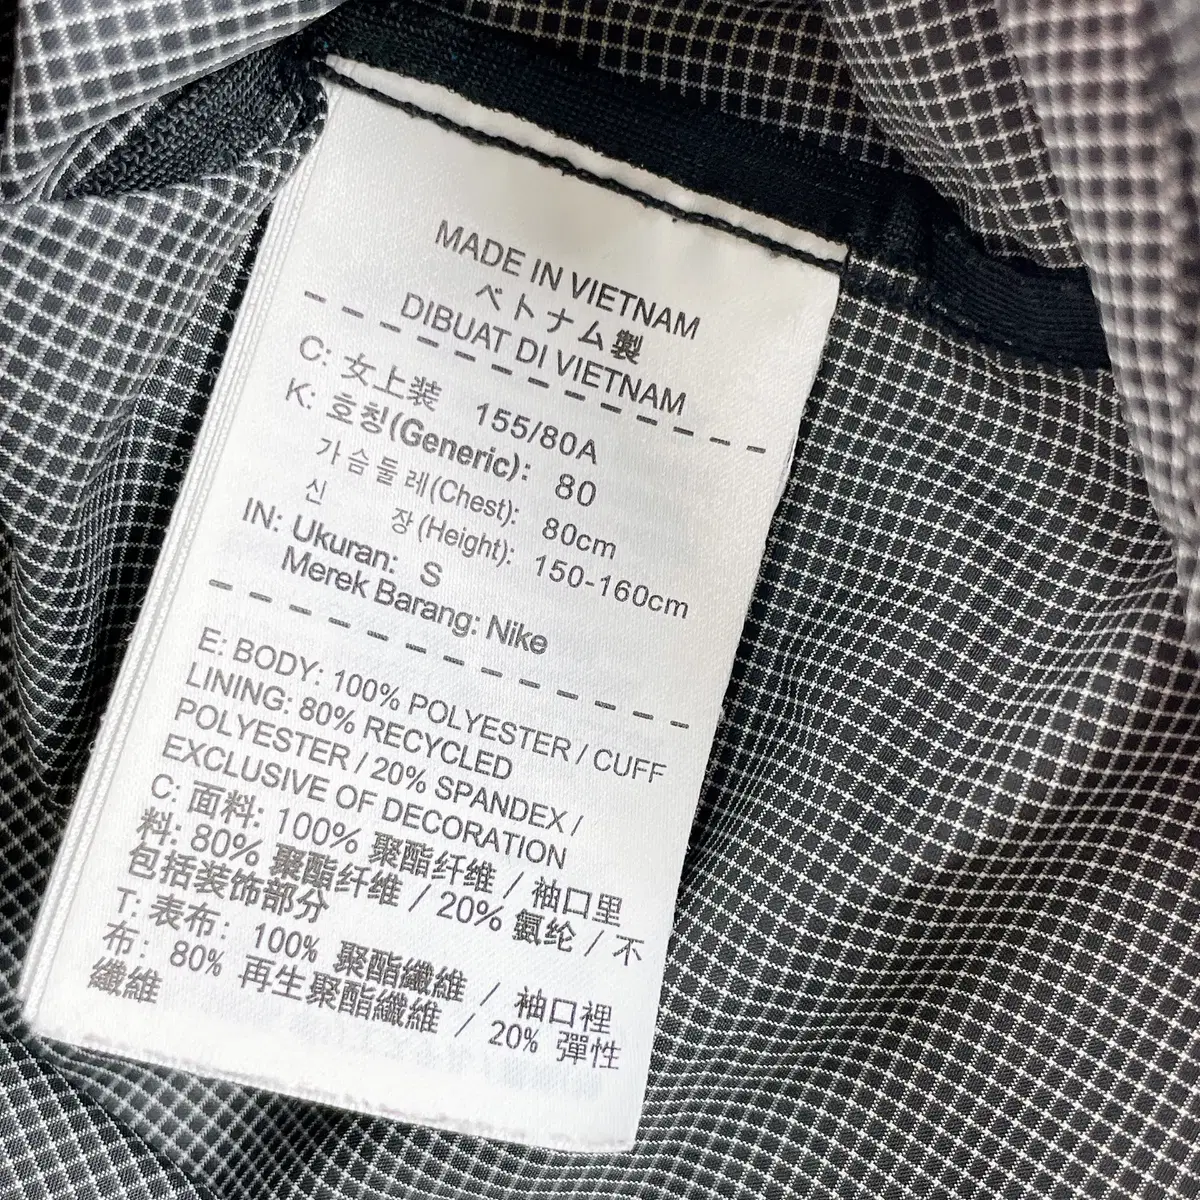 MADE IN VIETNAM
ベトナム製
DIBUAT DI VIETNAM
C: 女上装 155/80A
K: 호칭(Generic): 80
가슴둘레(Chest): 80cm
신 장(Height): 150-160cm
IN: Ukuran: S
Merek Barang: Nike
E: BODY: 100% POLYESTER / CUFF
LINING: 80% RECYCLED
POLYESTER / 20% SPANDEX /
EXCLUSIVE OF DECORATION
C: 面料: 100% 聚酯纤维 / 袖口里
料: 80% 聚酯纤维 / 20% 氨纶 / 不
包括装饰部分
T: 表布: 100% 聚酯纖維 / 袖口裡
布: 80% 再生聚酯纖維 / 20% 彈性
纖維